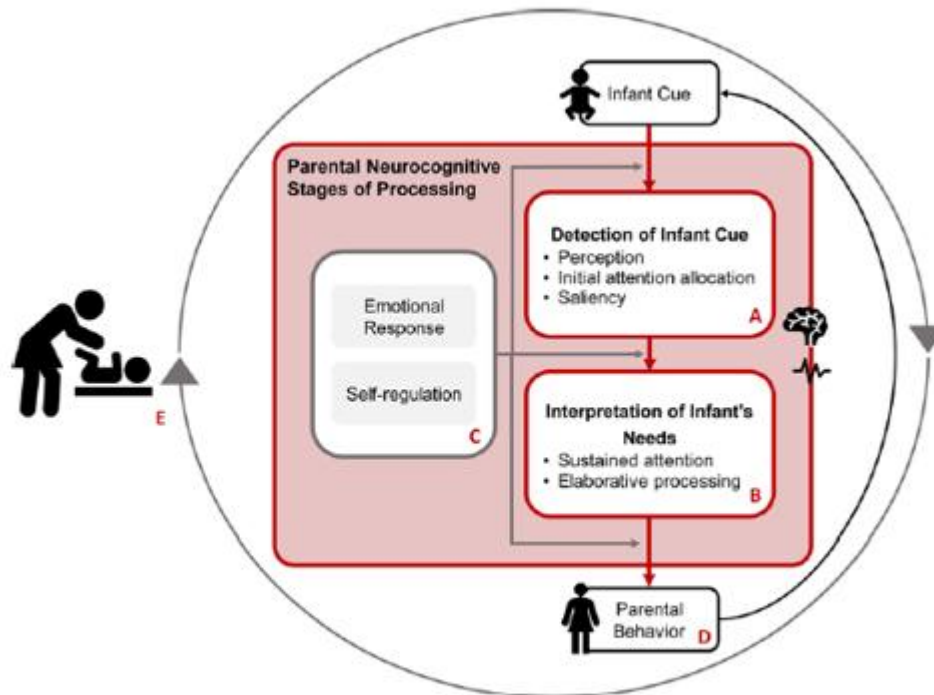 Infant Cue
Parental Neurocognitive
Stages of Processing
Detection of Infant Cue
• Perception
• Initial attention allocation
• Saliency
A
Emotional
Response
Self-regulation
C
Interpretation of Infant's
Needs
• Sustained attention
• Elaborative processing
B
E
Parental
Behavior
D